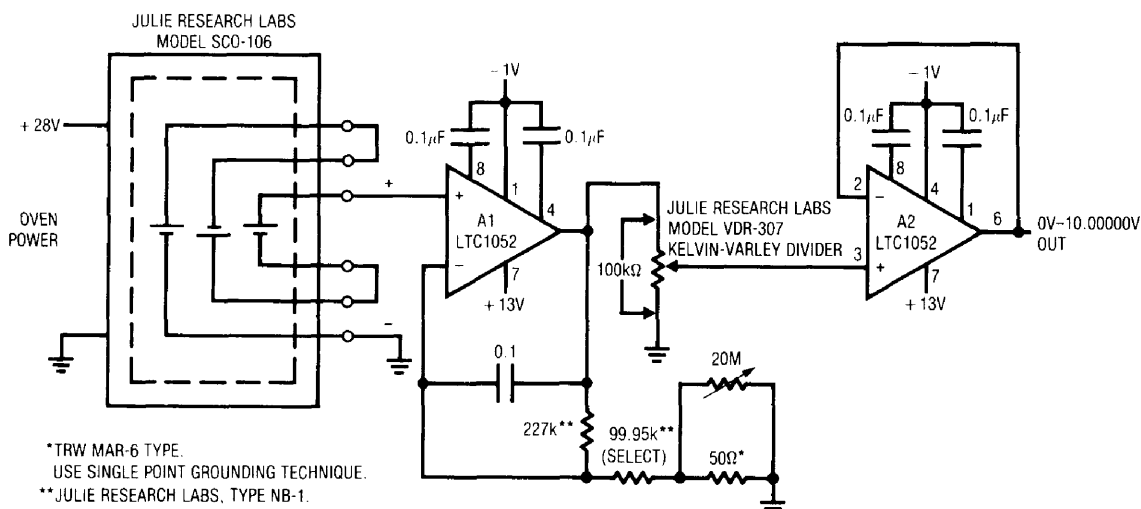 JULIE RESEARCH LABS
MODEL SCO-106
+28V
OVEN
POWER
+
-
-1V
0.1µF
0.1µF
8
1
4
+
A1
LTC1052
-
7
+13V
0.1
227k**
99.95k**
(SELECT)
20M
50Ω*
100kΩ
JULIE RESEARCH LABS
MODEL VDR-307
KELVIN-VARLEY DIVIDER
-1V
0.1µF
0.1µF
8
4
1
2
-
A2
LTC1052
3
+
6
7
+13V
0V-10.00000V
OUT
*TRW MAR-6 TYPE.
USE SINGLE POINT GROUNDING TECHNIQUE.
**JULIE RESEARCH LABS, TYPE NB-1.